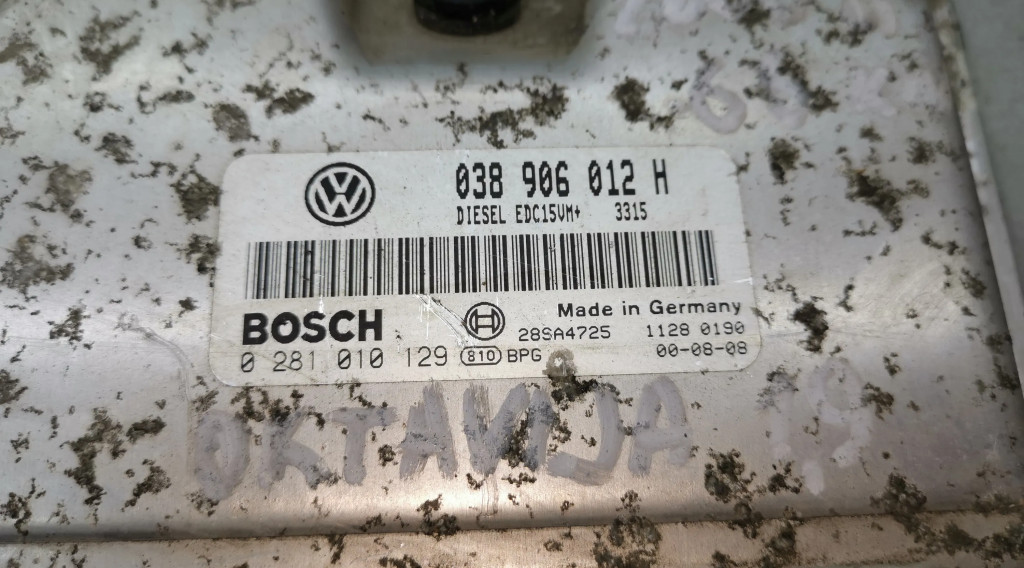 038 906 012 H
DIESEL EDC15VM+ 3315
BOSCH
Made in Germany
28SA4725 1128 0190
0 281 010 129 810 BPG 00-08-08
OKTAVIJA